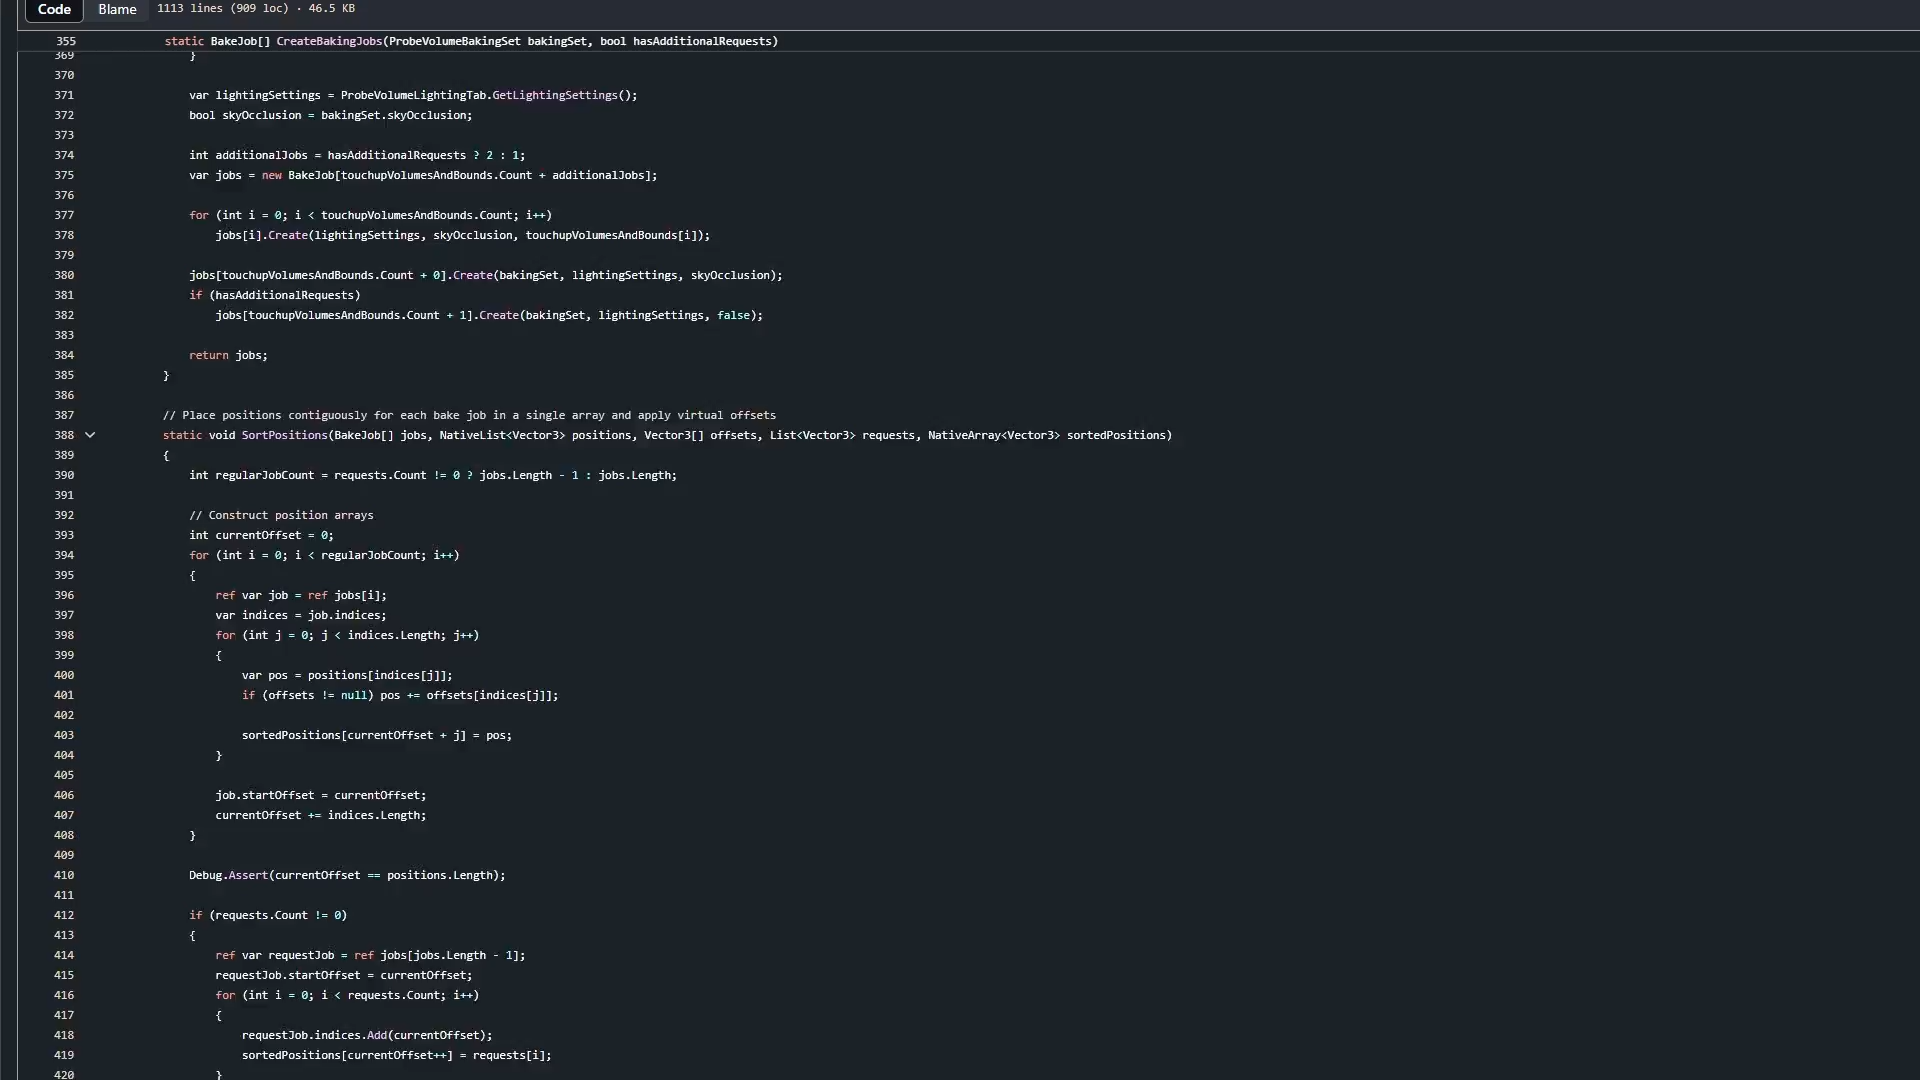 Code Blame 1113 lines (909 loc) · 46.5 KB
355 static BakeJob[] CreateBakingJobs(ProbeVolumeBakingSet bakingSet, bool hasAdditionalRequests)
369 }
370
371 var lightingSettings = ProbeVolumeLightingTab.GetLightingSettings();
372 bool skyOcclusion = bakingSet.skyOcclusion;
373
374 int additionalJobs = hasAdditionalRequests ? 2 : 1;
375 var jobs = new BakeJob[touchupVolumesAndBounds.Count + additionalJobs];
376
377 for (int i = 0; i < touchupVolumesAndBounds.Count; i++)
378 jobs[i].Create(lightingSettings, skyOcclusion, touchupVolumesAndBounds[i]);
379
380 jobs[touchupVolumesAndBounds.Count + 0].Create(bakingSet, lightingSettings, skyOcclusion);
381 if (hasAdditionalRequests)
382 jobs[touchupVolumesAndBounds.Count + 1].Create(bakingSet, lightingSettings, false);
383
384 return jobs;
385 }
386
387 // Place positions contiguously for each bake job in a single array and apply virtual offsets
388 static void SortPositions(BakeJob[] jobs, NativeList<Vector3> positions, Vector3[] offsets, List<Vector3> requests, NativeArray<Vector3> sortedPositions)
389 {
390 int regularJobCount = requests.Count != 0 ? jobs.Length - 1 : jobs.Length;
391
392 // Construct position arrays
393 int currentOffset = 0;
394 for (int i = 0; i < regularJobCount; i++)
395 {
396 ref var job = ref jobs[i];
397 var indices = job.indices;
398 for (int j = 0; j < indices.Length; j++)
399 {
400 var pos = positions[indices[j]];
401 if (offsets != null) pos += offsets[indices[j]];
402
403 sortedPositions[currentOffset + j] = pos;
404 }
405
406 job.startOffset = currentOffset;
407 currentOffset += indices.Length;
408 }
409
410 Debug.Assert(currentOffset == positions.Length);
411
412 if (requests.Count != 0)
413 {
414 ref var requestJob = ref jobs[jobs.Length - 1];
415 requestJob.startOffset = currentOffset;
416 for (int i = 0; i < requests.Count; i++)
417 {
418 requestJob.indices.Add(currentOffset);
419 sortedPositions[currentOffset++] = requests[i];
420 }